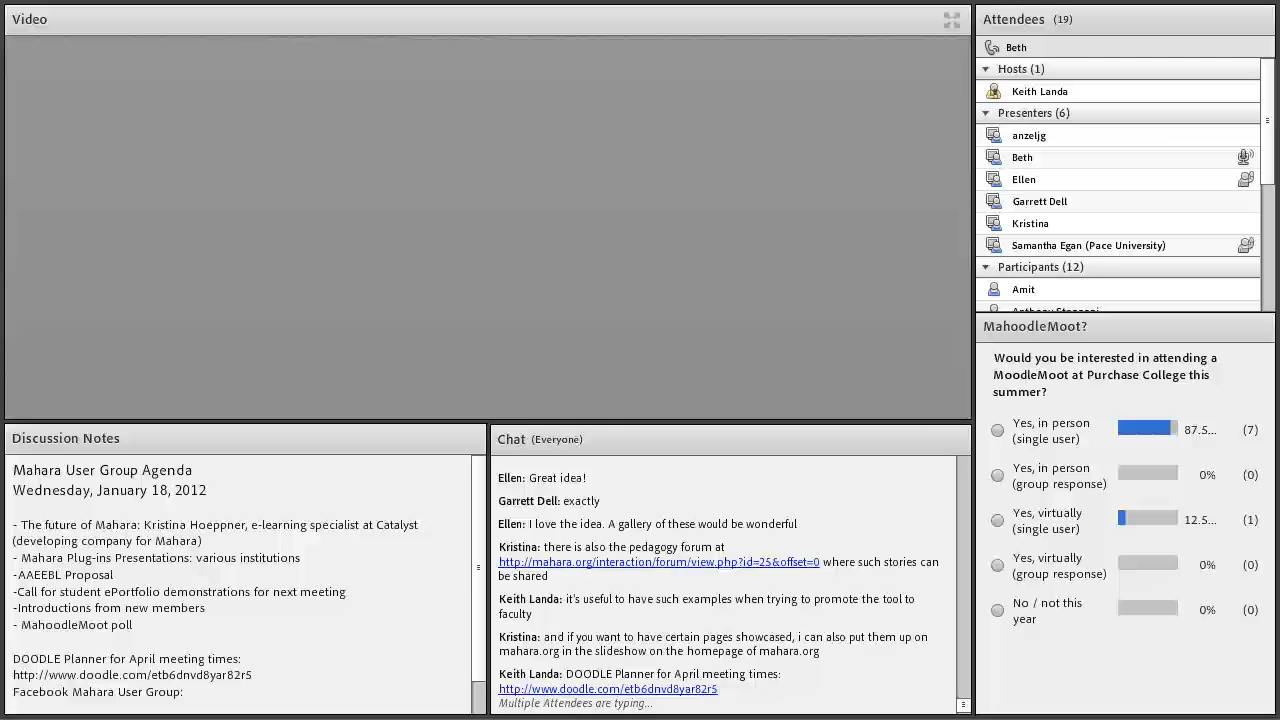 Video
Attendees (19)
Beth
Hosts (1)
Keith Landa
Presenters (6)
anzeljg
Beth
Ellen
Garrett Dell
Kristina
Samantha Egan (Pace University)
Participants (12)
Amit
MahoodleMoot?
Would you be interested in attending a
MoodleMoot at Purchase College this
summer?
Yes, in person
(single user)
87.5... (7)
Yes, in person
(group response)
0% (0)
Yes, virtually
(single user)
12.5... (1)
Yes, virtually
(group response)
0% (0)
No / not this
year
0% (0)
Discussion Notes
Mahara User Group Agenda
Wednesday, January 18, 2012
- The future of Mahara: Kristina Hoeppner, e-learning specialist at Catalyst
(developing company for Mahara)
- Mahara Plug-ins Presentations: various institutions
-AAEEBL Proposal
-Call for student ePortfolio demonstrations for next meeting
-Introductions from new members
- MahoodleMoot poll
DOODLE Planner for April meeting times:
http://www.doodle.com/etb6dnvd8yar82r5
Facebook Mahara User Group:
Chat (Everyone)
Ellen: Great idea!
Garrett Dell: exactly
Ellen: I love the idea. A gallery of these would be wonderful
Kristina: there is also the pedagogy forum at
http://mahara.org/interaction/forum/view.php?id=25&offset=0 where such stories can
be shared
Keith Landa: it's useful to have such examples when trying to promote the tool to
faculty
Kristina: and if you want to have certain pages showcased, i can also put them up on
mahara.org in the slideshow on the homepage of mahara.org
Keith Landa: DOODLE Planner for April meeting times:
http://www.doodle.com/etb6dnvd8yar82r5
Multiple Attendees are typing...